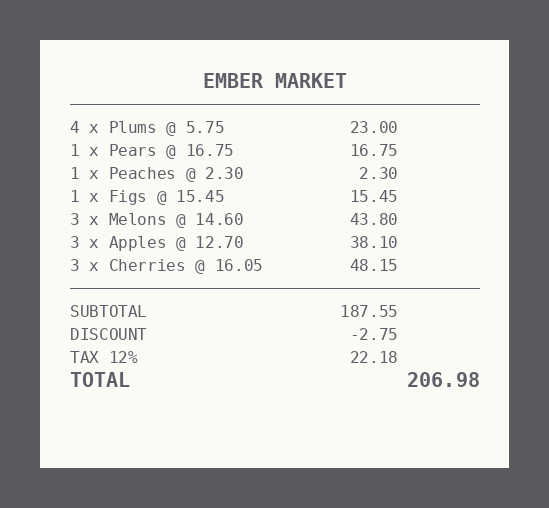 EMBER MARKET
4 x Plums @ 5.75 23.00
1 x Pears @ 16.75 16.75
1 x Peaches @ 2.30 2.30
1 x Figs @ 15.45 15.45
3 x Melons @ 14.60 43.80
3 x Apples @ 12.70 38.10
3 x Cherries @ 16.05 48.15
SUBTOTAL 187.55
DISCOUNT -2.75
TAX 12% 22.18
TOTAL 206.98